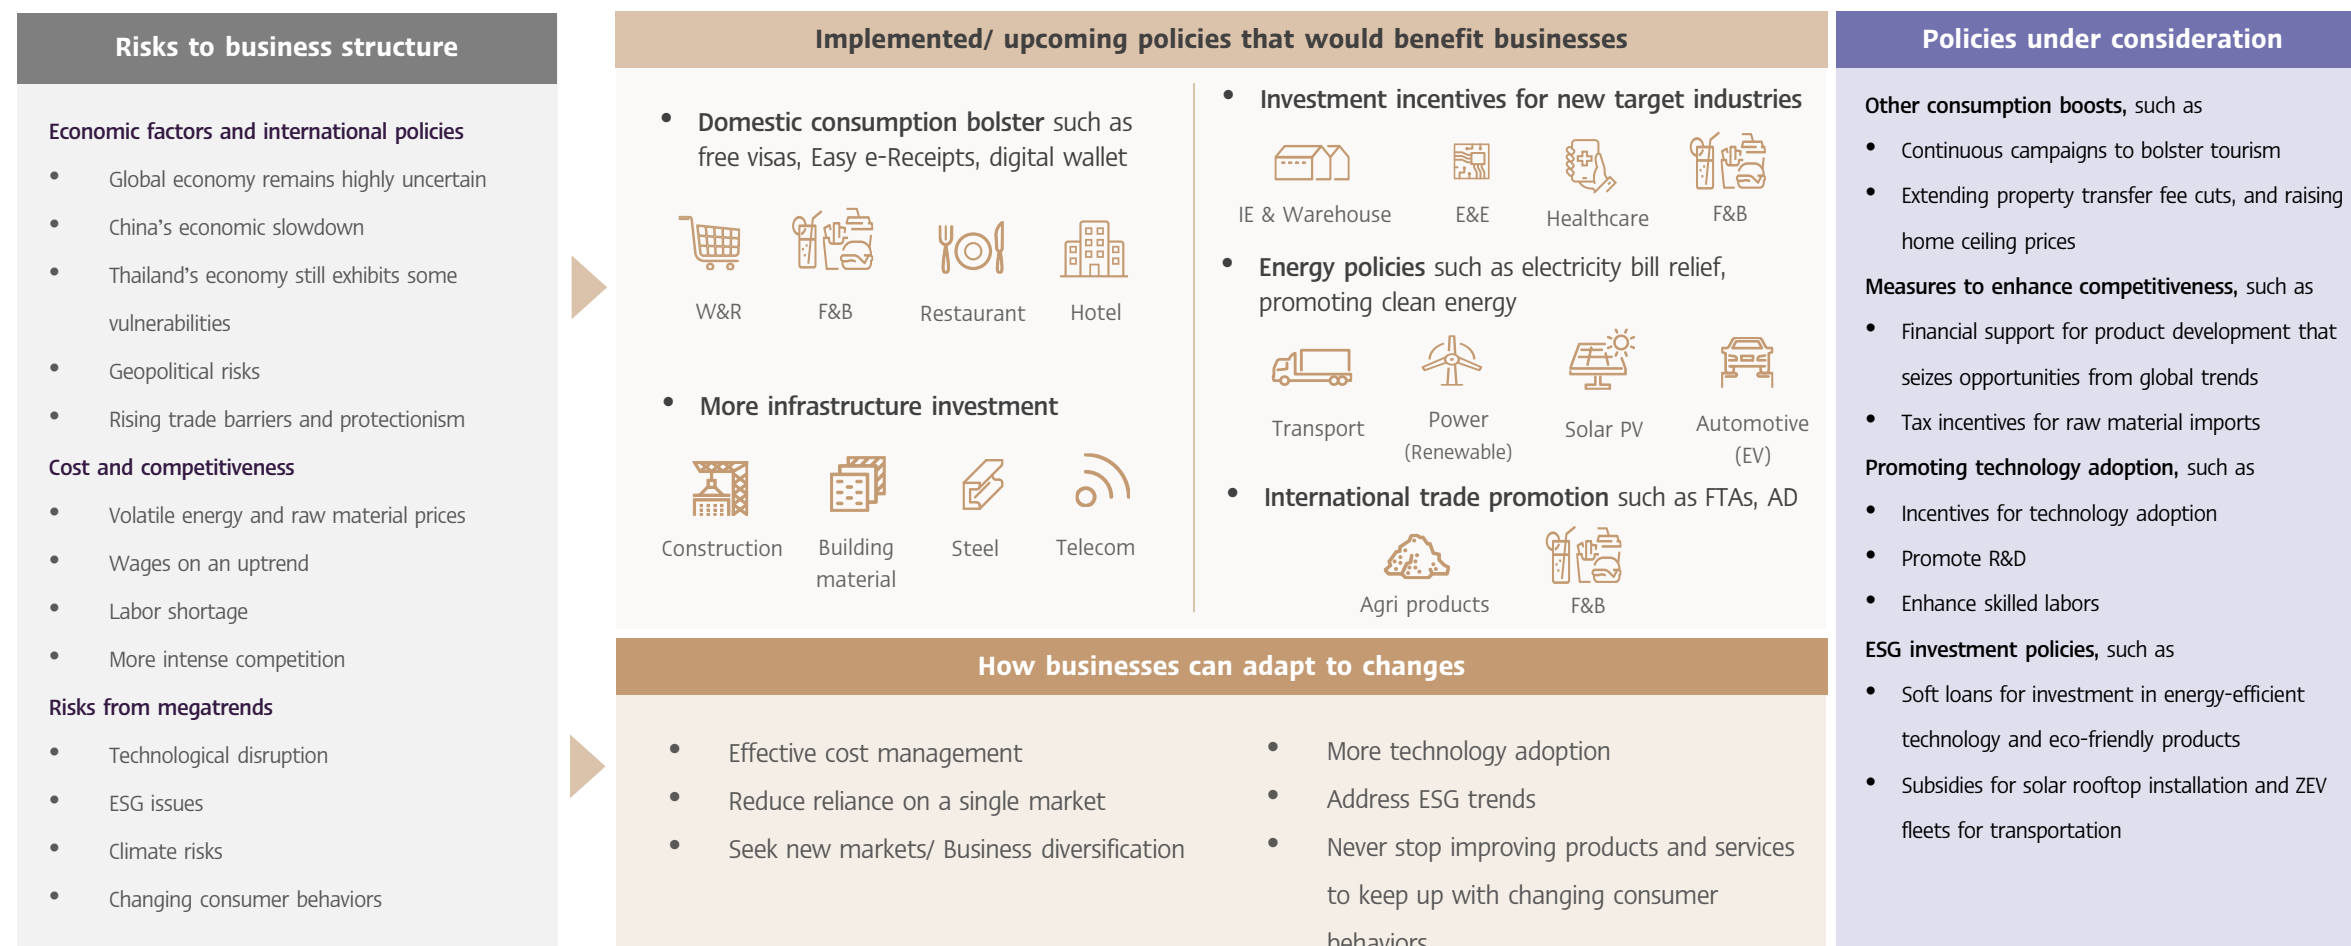 Risks to business structure
Economic factors and international policies
• Global economy remains highly uncertain
• China's economic slowdown
• Thailand's economy still exhibits some
vulnerabilities
• Geopolitical risks
• Rising trade barriers and protectionism
Cost and competitiveness
• Volatile energy and raw material prices
• Wages on an uptrend
• Labor shortage
• More intense competition
Risks from megatrends
• Technological disruption
• ESG issues
• Climate risks
• Changing consumer behaviors
Implemented/ upcoming policies that would benefit businesses
• Domestic consumption bolster such as
free visas, Easy e-Receipts, digital wallet
W&R F&B Restaurant Hotel
• More infrastructure investment
Construction Building Steel Telecom
material
• Investment incentives for new target industries
IE & Warehouse E&E Healthcare F&B
• Energy policies such as electricity bill relief,
promoting clean energy
Transport Power Solar PV Automotive
(Renewable) (EV)
• International trade promotion such as FTAs, AD
Agri products F&B
How businesses can adapt to changes
• Effective cost management
• Reduce reliance on a single market
• Seek new markets/ Business diversification
• More technology adoption
• Address ESG trends
• Never stop improving products and services
to keep up with changing consumer
behaviors
Policies under consideration
Other consumption boosts, such as
• Continuous campaigns to bolster tourism
• Extending property transfer fee cuts, and raising
home ceiling prices
Measures to enhance competitiveness, such as
• Financial support for product development that
seizes opportunities from global trends
• Tax incentives for raw material imports
Promoting technology adoption, such as
• Incentives for technology adoption
• Promote R&D
• Enhance skilled labors
ESG investment policies, such as
• Soft loans for investment in energy-efficient
technology and eco-friendly products
• Subsidies for solar rooftop installation and ZEV
fleets for transportation